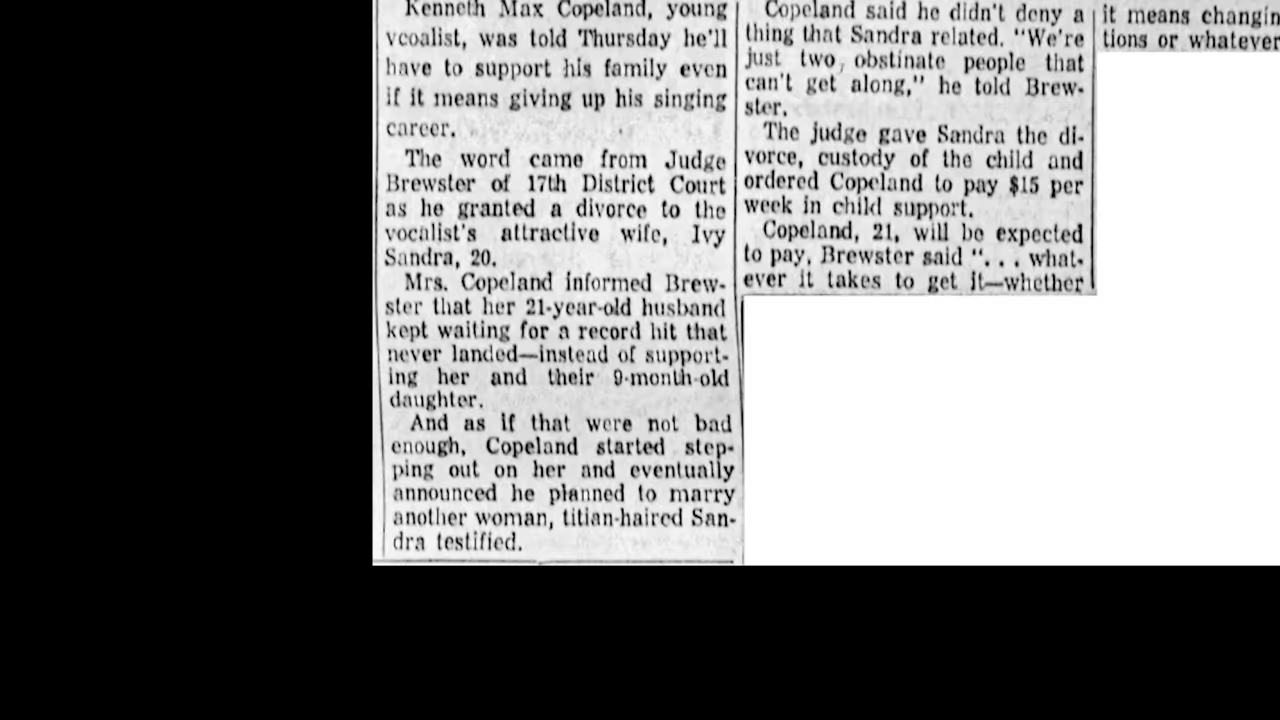 Kenneth Max Copeland, young
vcoalist, was told Thursday he'll
have to support his family even
if it means giving up his singing
career.
The word came from Judge
Brewster of 17th District Court
as he granted a divorce to the
vocalist's attractive wife, Ivy
Sandra, 20.
Mrs. Copeland informed Brew-
ster that her 21-year-old husband
kept waiting for a record hit that
never landed—instead of support-
ing her and their 9-month-old
daughter.
And as if that were not bad
enough, Copeland started step-
ping out on her and eventually
announced he planned to marry
another woman, titian-haired San-
dra testified.
Copeland said he didn't deny a
thing that Sandra related. "We're
just two, obstinate people that
can't get along," he told Brew-
ster.
The judge gave Sandra the di-
vorce, custody of the child and
ordered Copeland to pay $15 per
week in child support.
Copeland, 21, will be expected
to pay, Brewster said ". . . what-
ever it takes to get it—whether
it means changin
tions or whatever